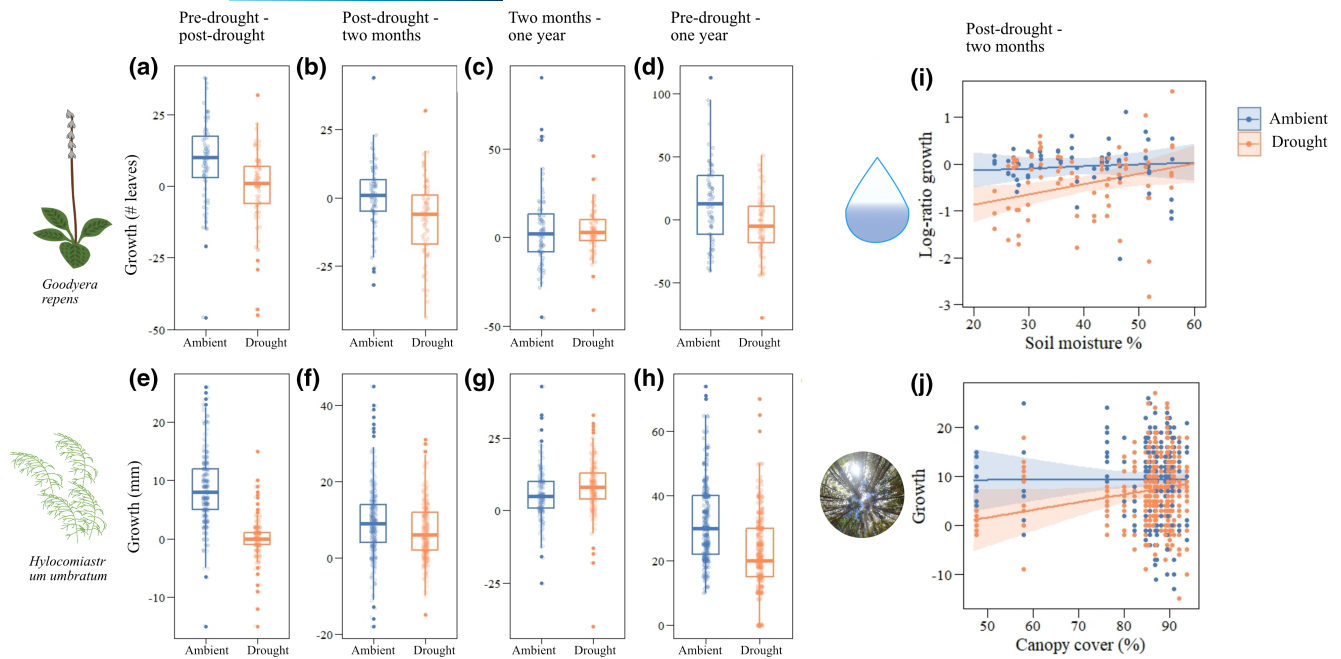 Pre-drought -
post-drought
Post-drought -
two months
Two months -
one year
Pre-drought -
one year
Post-drought -
two months
(a)
(b)
(c)
(d)
(i)
Growth (# leaves)
25
0
-25
-50
Ambient
Drought
25
0
-25
Ambient
Drought
50
0
-50
Ambient
Drought
100
50
0
-50
Ambient
Drought
Goodyera
repens
Log-ratio growth
1
0
-1
-2
-3
20
30
40
50
60
Soil moisture %
Ambient
Drought
(e)
(f)
(g)
(h)
(j)
Growth (mm)
20
10
0
-10
Ambient
Drought
40
20
0
-20
Ambient
Drought
25
0
-25
Ambient
Drought
60
40
20
0
Ambient
Drought
Hylocomiastr
um umbratum
Growth
20
10
0
-10
50
60
70
80
90
Canopy cover (%)